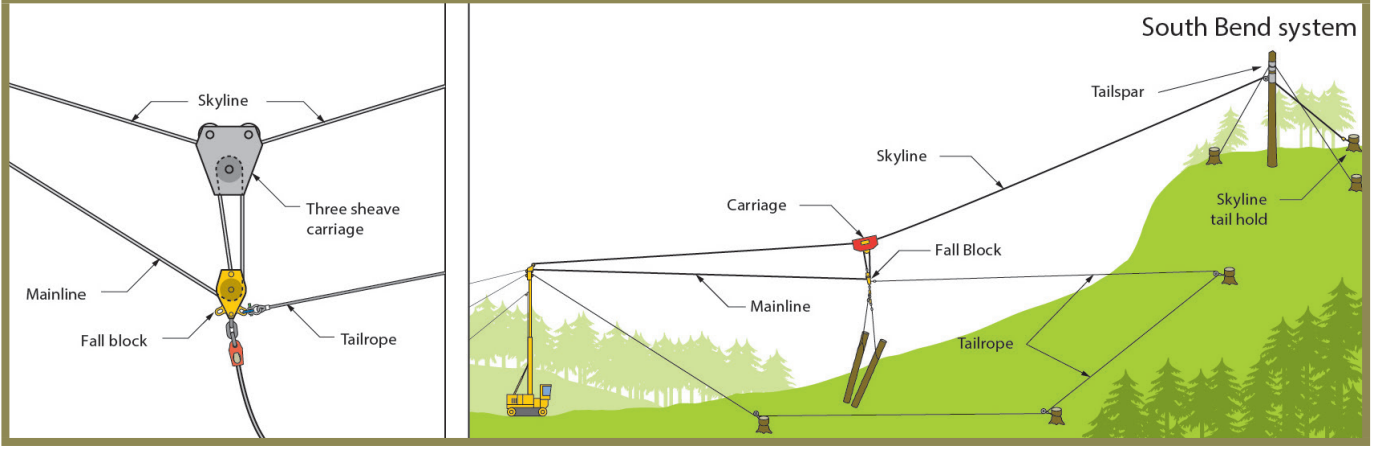 Skyline
Three sheave
carriage
Mainline
Fall block
Tailrope
South Bend system
Tailspar
Skyline
Carriage
Skyline
tail hold
Fall Block
Mainline
Tailrope